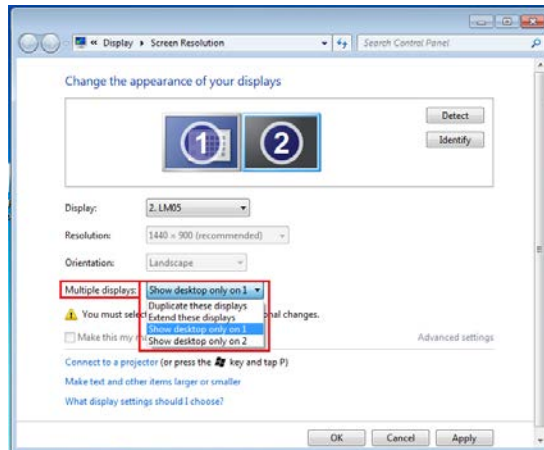 « Display ▸ Screen Resolution
Search Control Panel
Change the appearance of your displays
1
2
Detect
Identify
Display:
2. LM05
Resolution:
1440 × 900 (recommended)
Orientation:
Landscape
Multiple displays:
Show desktop only on 1
Duplicate these displays
Extend these displays
Show desktop only on 1
Show desktop only on 2
You must sele
nal changes.
Make this my m
Advanced settings
Connect to a projector (or press the key and tap P)
Make text and other items larger or smaller
What display settings should I choose?
OK
Cancel
Apply